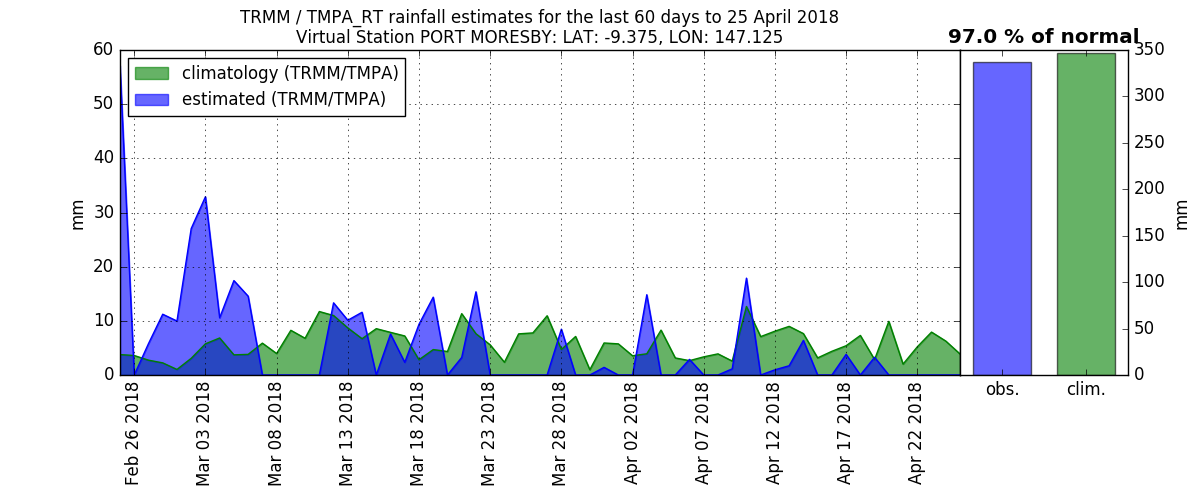 TRMM / TMPA_RT rainfall estimates for the last 60 days to 25 April 2018
Virtual Station PORT MORESBY: LAT: -9.375, LON: 147.125
97.0 % of normal
climatology (TRMM/TMPA)
estimated (TRMM/TMPA)
60
50
40
30
20
10
0
mm
Feb 26 2018
Mar 03 2018
Mar 08 2018
Mar 13 2018
Mar 18 2018
Mar 23 2018
Mar 28 2018
Apr 02 2018
Apr 07 2018
Apr 12 2018
Apr 17 2018
Apr 22 2018
obs.
clim.
350
300
250
200
150
100
50
0
mm